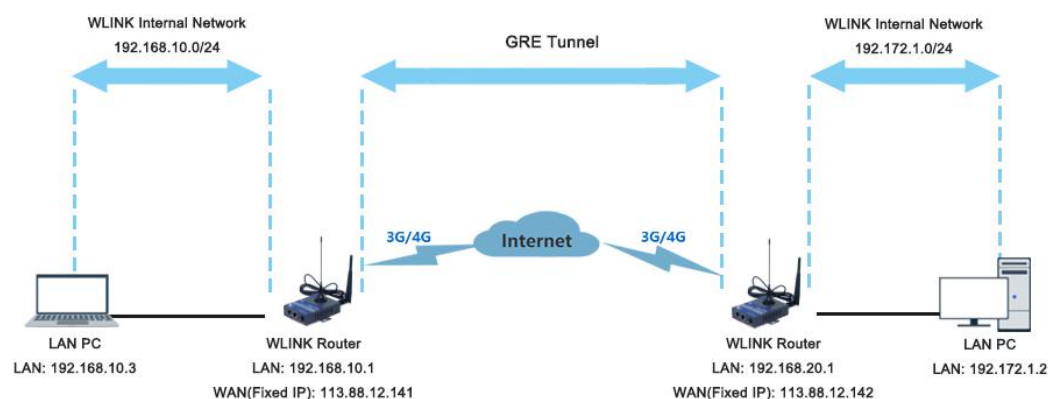 WLINK Internal Network
192.168.10.0/24
GRE Tunnel
WLINK Internal Network
192.172.1.0/24
3G/4G
Internet
3G/4G
LAN PC
LAN: 192.168.10.3
WLINK Router
LAN: 192.168.10.1
WAN(Fixed IP): 113.88.12.141
WLINK Router
LAN: 192.168.20.1
WAN(Fixed IP): 113.88.12.142
LAN PC
LAN: 192.172.1.2